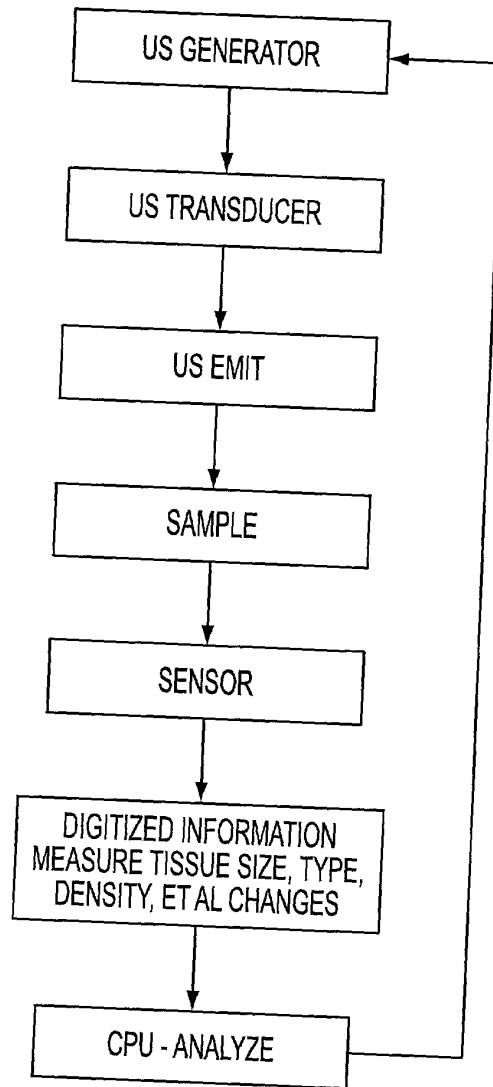 US GENERATOR
US TRANSDUCER
US EMIT
SAMPLE
SENSOR
DIGITIZED INFORMATION
MEASURE TISSUE SIZE, TYPE,
DENSITY, ET AL CHANGES
CPU - ANALYZE